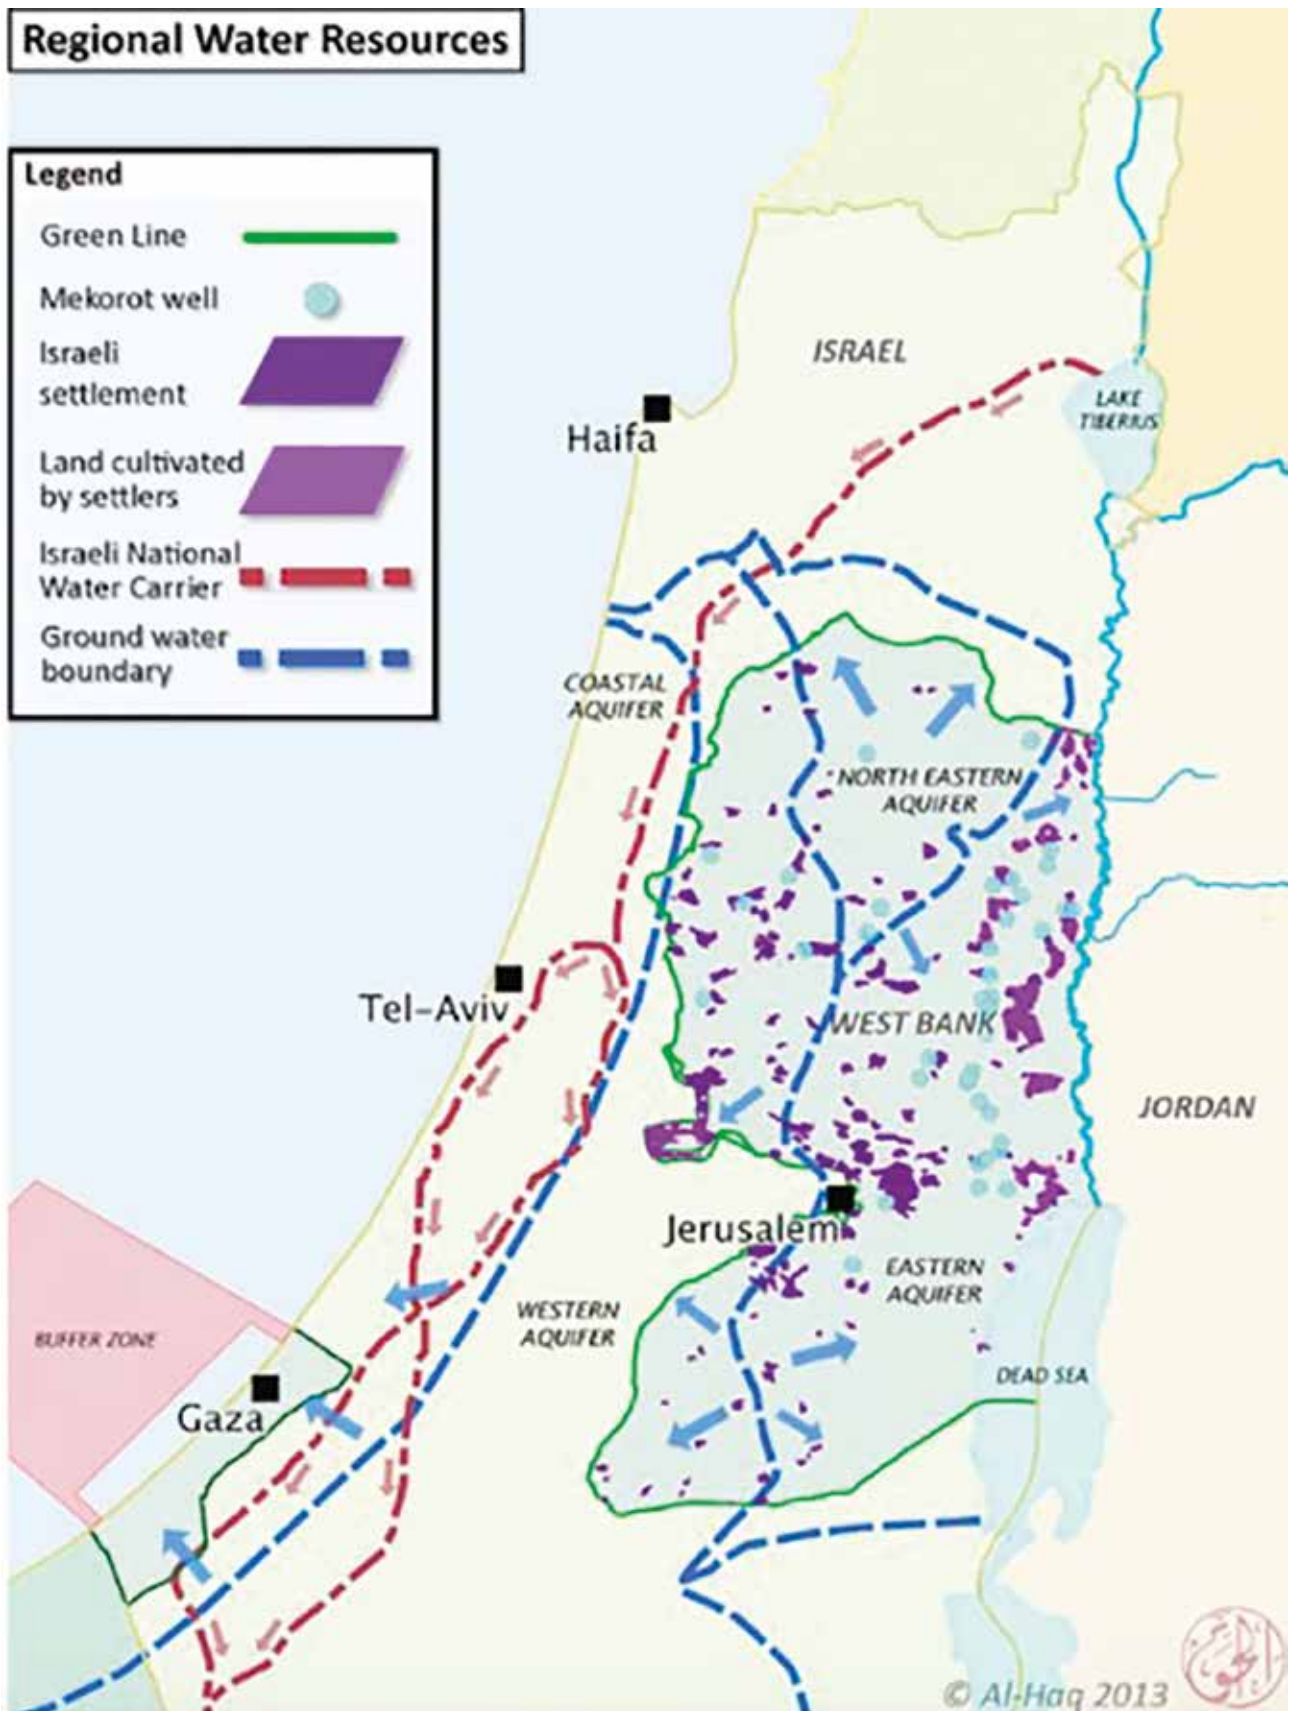 Regional Water Resources
Legend
Green Line
Mekorot well
Israeli
settlement
Land cultivated
by settlers
Israeli National
Water Carrier
Ground water
boundary
ISRAEL
LAKE
TIBERIUS
Haifa
COASTAL
AQUIFER
NORTH EASTERN
AQUIFER
Tel-Aviv
WEST BANK
JORDAN
Jerusalem
EASTERN
AQUIFER
WESTERN
AQUIFER
BUFFER ZONE
DEAD SEA
Gaza
© Al-Haq 2013